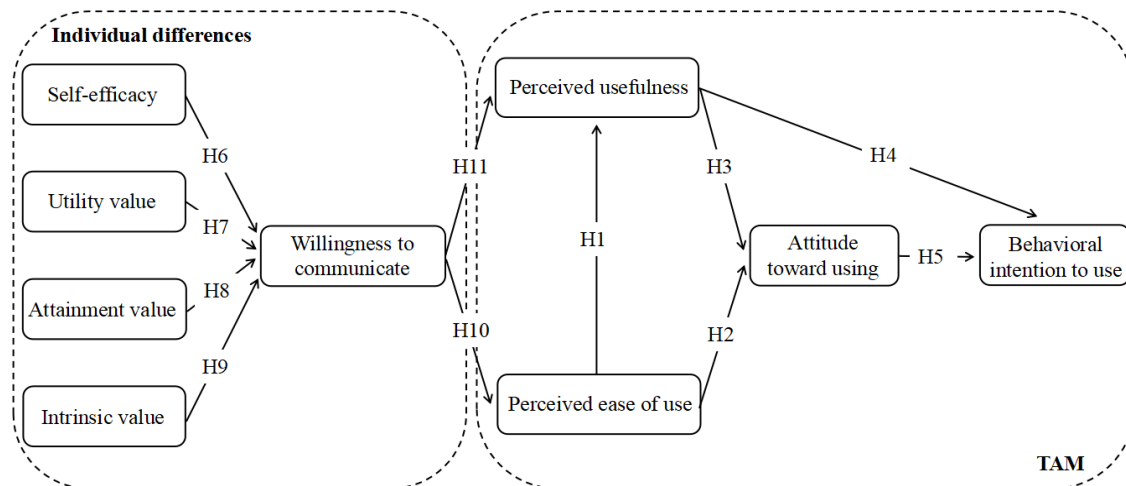 Individual differences
Self-efficacy
Utility value
Attainment value
Intrinsic value
H6
H7
H8
H9
Willingness to
communicate
H11
H10
Perceived usefulness
H1
Perceived ease of use
H3
H2
H4
Attitude
toward using
H5
Behavioral
intention to use
TAM